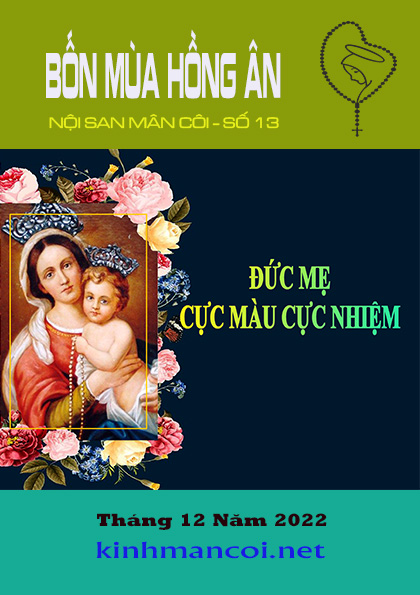 BỐN MÙA HỒNG ÂN
NỘI SAN MÂN CÔI - SỐ 13
ĐỨC MẸ
CỰC MÀU CỰC NHIỆM
Tháng 12 Năm 2022
kinhmancoi.net